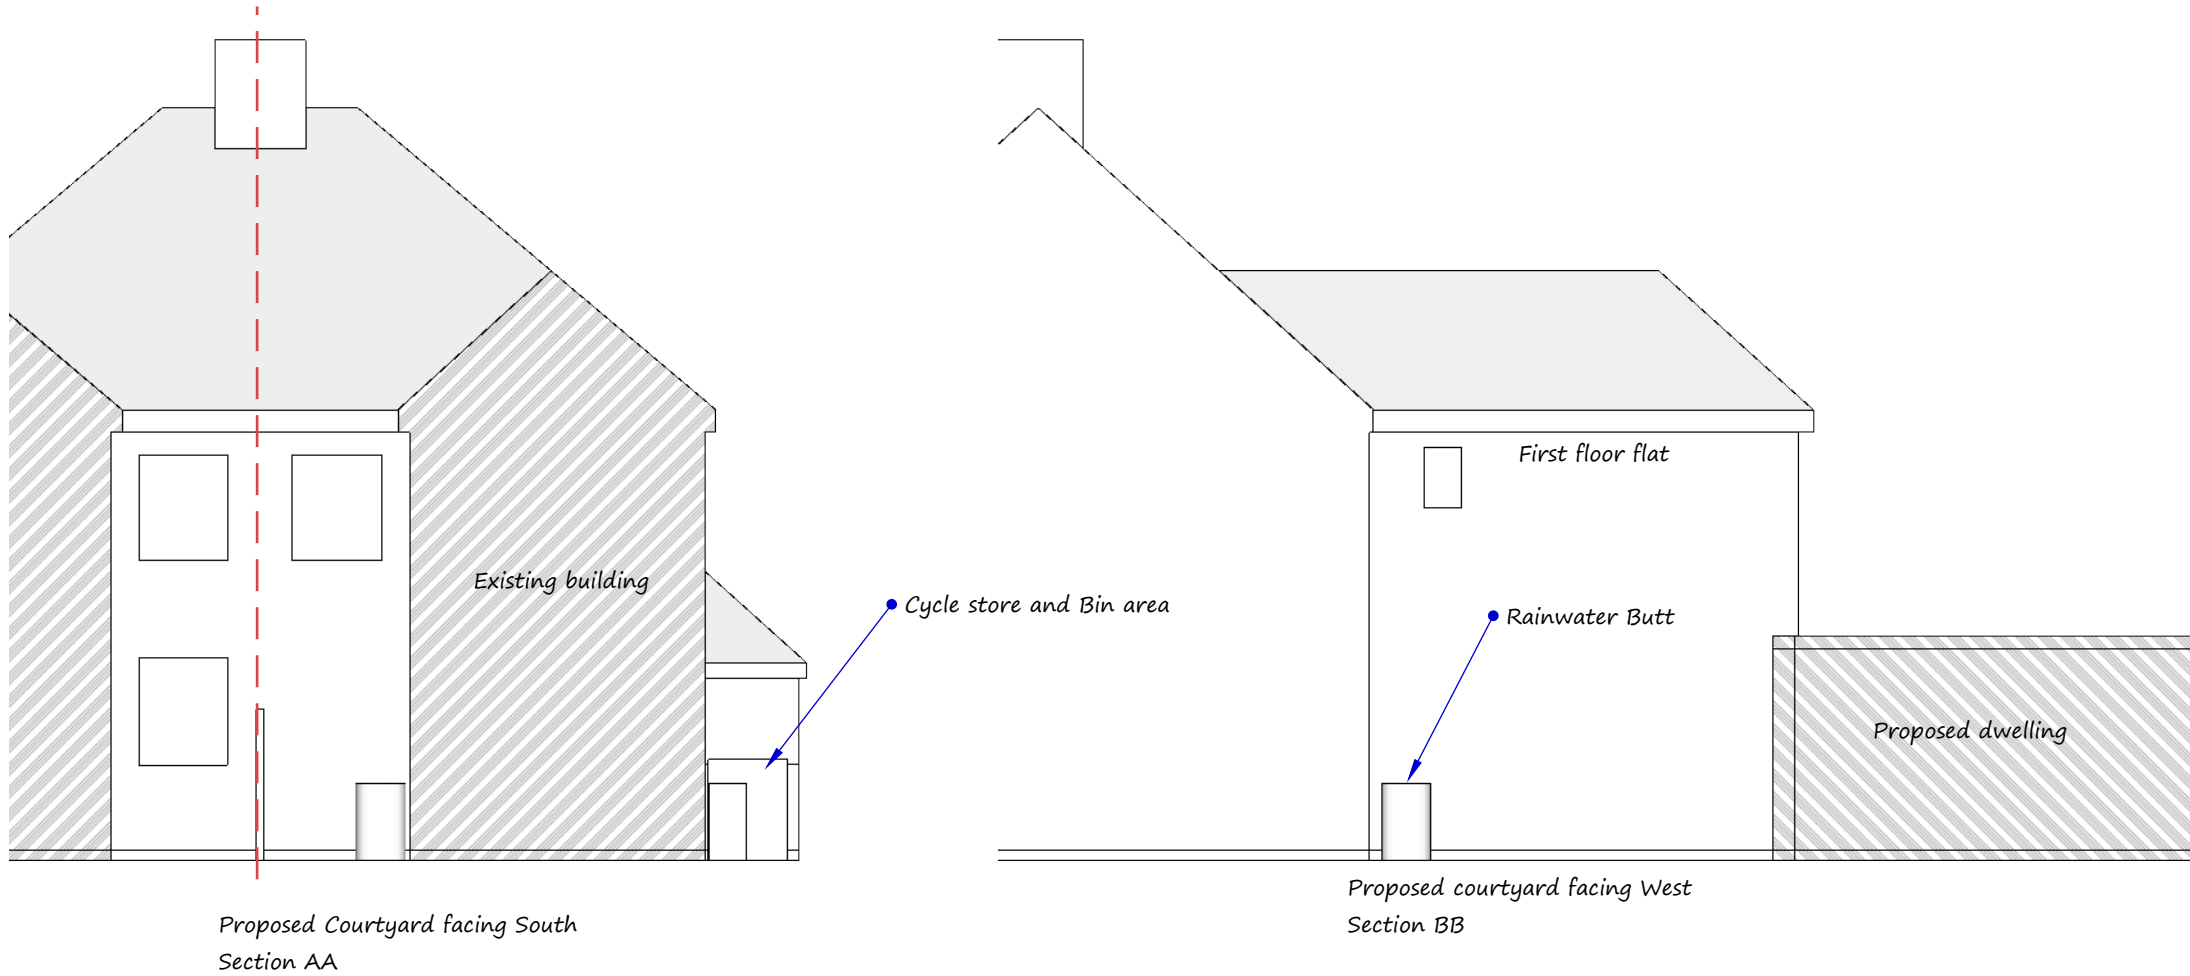 First floor flat
Existing building
Cycle store and Bin area
Rainwater Butt
Proposed dwelling
Proposed Courtyard facing South
Section AA
Proposed courtyard facing West
Section BB